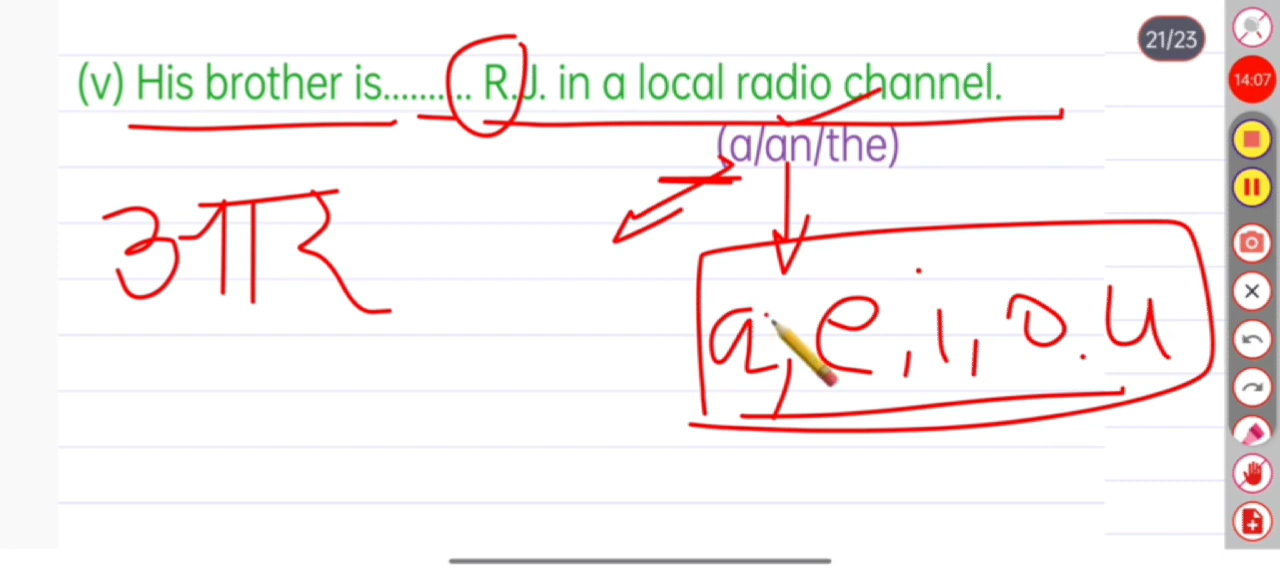 21/23
(v) His brother is.......... R.J. in a local radio channel.
14:07
(a/an/the)
आर
a, e, i, o. u